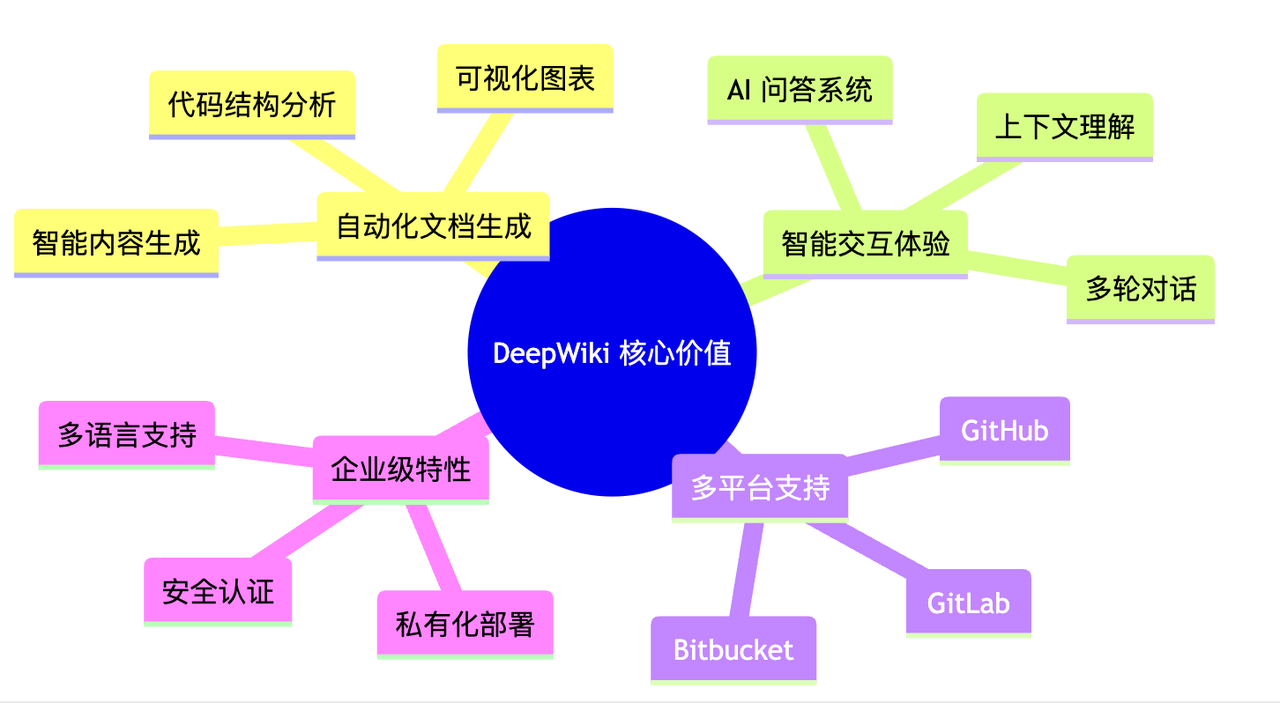 DeepWiki 核心价值
自动化文档生成
代码结构分析
可视化图表
智能内容生成
智能交互体验
AI 问答系统
上下文理解
多轮对话
多平台支持
GitHub
GitLab
Bitbucket
企业级特性
多语言支持
安全认证
私有化部署